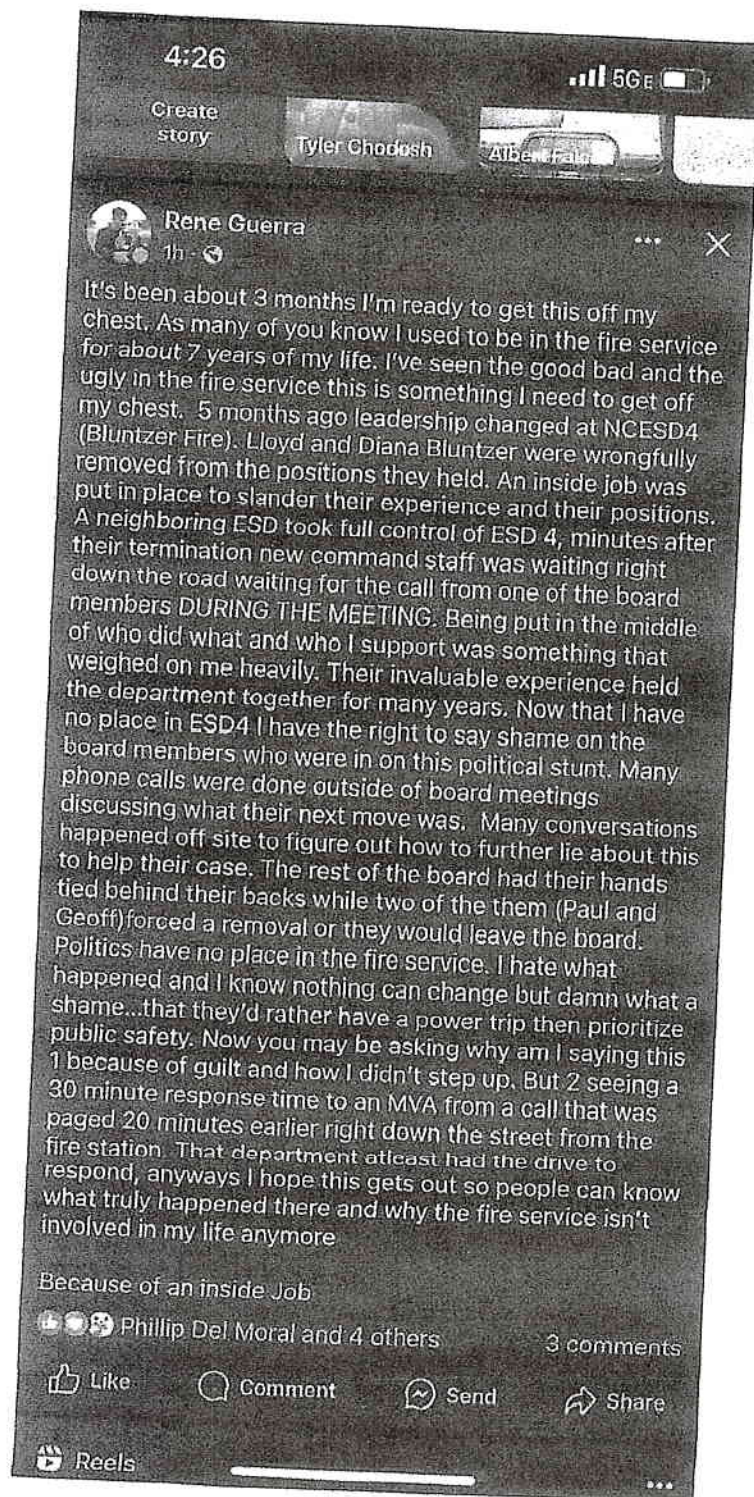 4:26
5GE
Create
story
Tyler Chodosh
Albert
Rene Guerra
1h ·
It's been about 3 months I'm ready to get this off my
chest. As many of you know I used to be in the fire service
for about 7 years of my life. I've seen the good bad and the
ugly in the fire service this is something I need to get off
my chest. 5 months ago leadership changed at NCESD4
(Bluntzer Fire). Lloyd and Diana Bluntzer were wrongfully
removed from the positions they held. An inside job was
put in place to slander their experience and their positions.
A neighboring ESD took full control of ESD 4, minutes after
their termination new command staff was waiting right
down the road waiting for the call from one of the board
members DURING THE MEETING. Being put in the middle
of who did what and who I support was something that
weighed on me heavily. Their invaluable experience held
the department together for many years. Now that I have
no place in ESD4 I have the right to say shame on the
board members who were in on this political stunt. Many
phone calls were done outside of board meetings
discussing what their next move was. Many conversations
happened off site to figure out how to further lie about this
to help their case. The rest of the board had their hands
tied behind their backs while two of the them (Paul and
Geoff)forced a removal or they would leave the board.
Politics have no place in the fire service. I hate what
happened and I know nothing can change but damn what a
shame...that they'd rather have a power trip then prioritize
public safety. Now you may be asking why am I saying this
1 because of guilt and how I didn't step up. But 2 seeing a
30 minute response time to an MVA from a call that was
paged 20 minutes earlier right down the street from the
fire station. That department atleast had the drive to
respond, anyways I hope this gets out so people can know
what truly happened there and why the fire service isn't
involved in my life anymore
Because of an inside Job
Phillip Del Moral and 4 others 3 comments
Like Comment Send Share
Reels